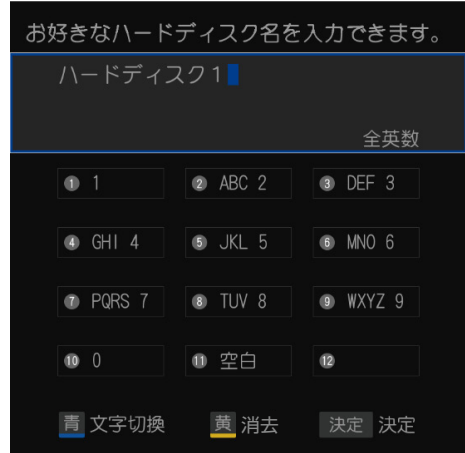 お好きなハードディスク名を入力できます。
ハードディスク1
全英数
① 1 ② ABC 2 ③ DEF 3
④ GHI 4 ⑤ JKL 5 ⑥ MNO 6
⑦ PQRS 7 ⑧ TUV 8 ⑨ WXYZ 9
⑩ 0 ⑪ 空白 ⑫
青 文字切換 黄 消去 決定 決定